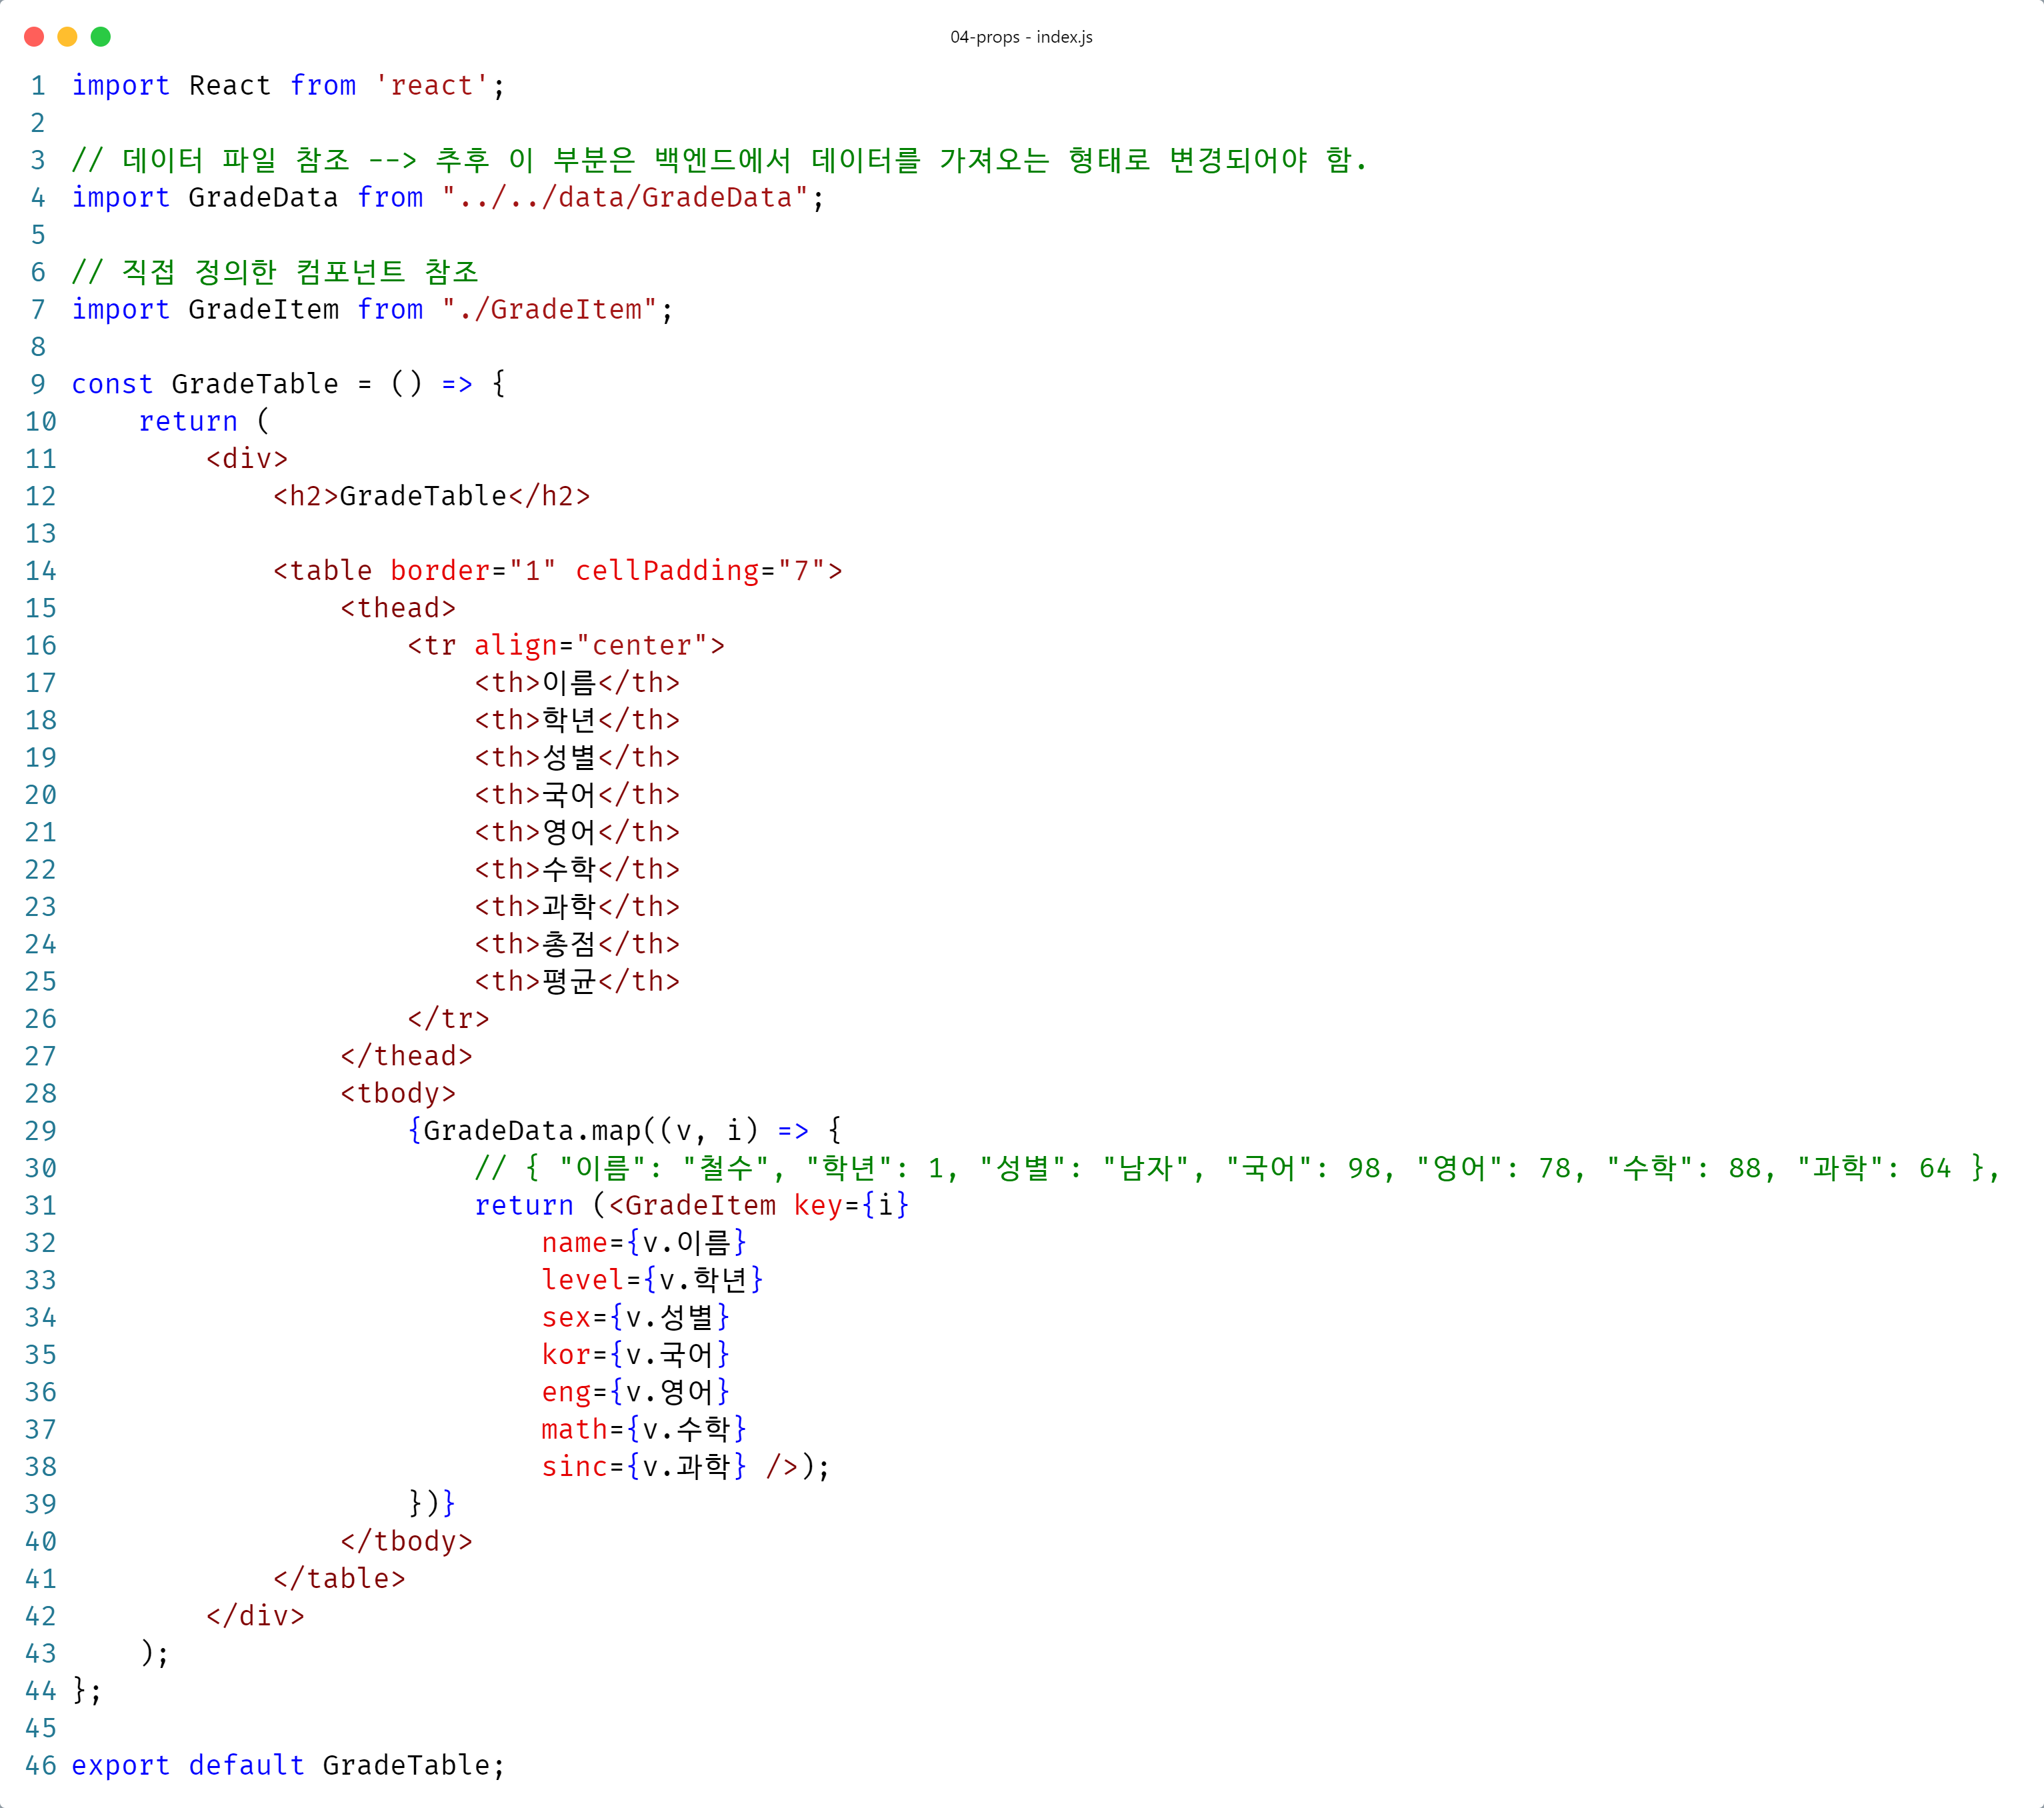 04-props - index.js
1 import React from 'react';
2
3 // 데이터 파일 참조 --> 추후 이 부분은 백엔드에서 데이터를 가져오는 형태로 변경되어야 함.
4 import GradeData from "../../data/GradeData";
5
6 // 직접 정의한 컴포넌트 참조
7 import GradeItem from "./GradeItem";
8
9 const GradeTable = () => {
10     return (
11         <div>
12             <h2>GradeTable</h2>
13
14             <table border="1" cellPadding="7">
15                 <thead>
16                     <tr align="center">
17                         <th>이름</th>
18                         <th>학년</th>
19                         <th>성별</th>
20                         <th>국어</th>
21                         <th>영어</th>
22                         <th>수학</th>
23                         <th>과학</th>
24                         <th>총점</th>
25                         <th>평균</th>
26                     </tr>
27                 </thead>
28                 <tbody>
29                     {GradeData.map((v, i) => {
30                         // { "이름": "철수", "학년": 1, "성별": "남자", "국어": 98, "영어": 78, "수학": 88, "과학": 64 },
31                         return (<GradeItem key={i}
32                             name={v.이름}
33                             level={v.학년}
34                             sex={v.성별}
35                             kor={v.국어}
36                             eng={v.영어}
37                             math={v.수학}
38                             sinc={v.과학} />);
39                     })}
40                 </tbody>
41             </table>
42         </div>
43     );
44 };
45
46 export default GradeTable;